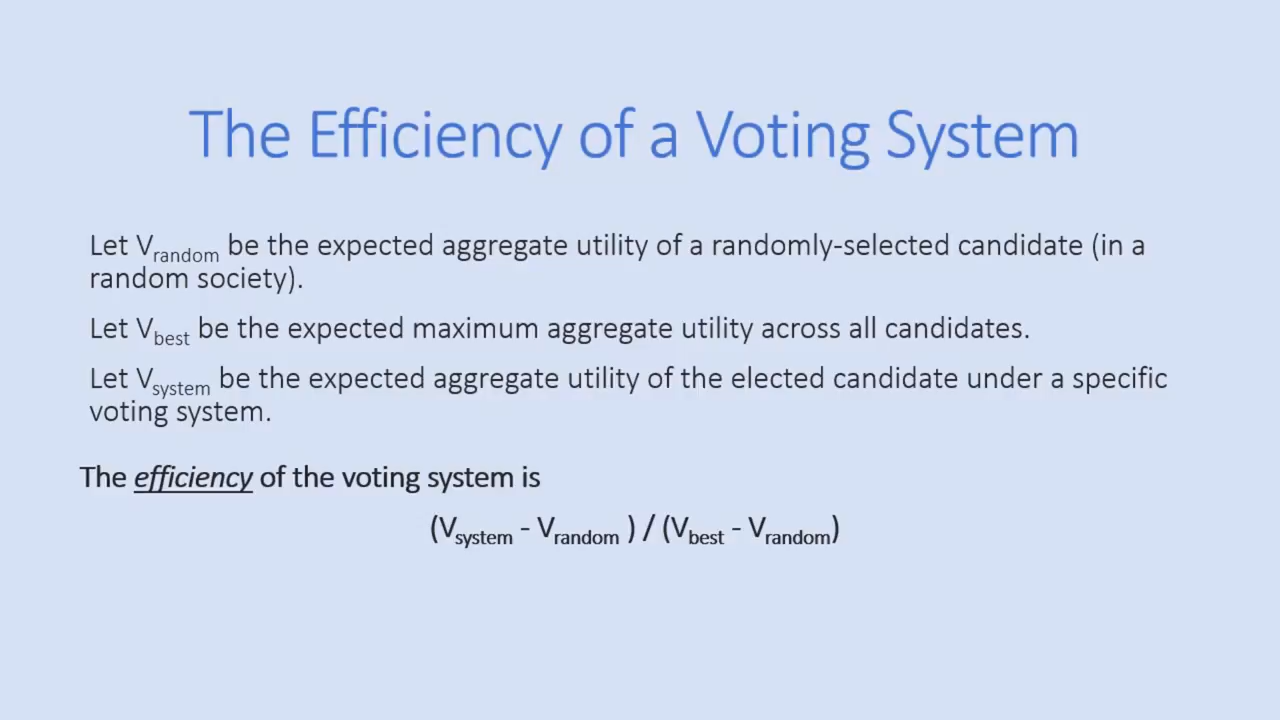 The Efficiency of a Voting System
Let Vrandom be the expected aggregate utility of a randomly-selected candidate (in a
random society).
Let Vbest be the expected maximum aggregate utility across all candidates.
Let Vsystem be the expected aggregate utility of the elected candidate under a specific
voting system.
The efficiency of the voting system is
(Vsystem - Vrandom ) / (Vbest - Vrandom)